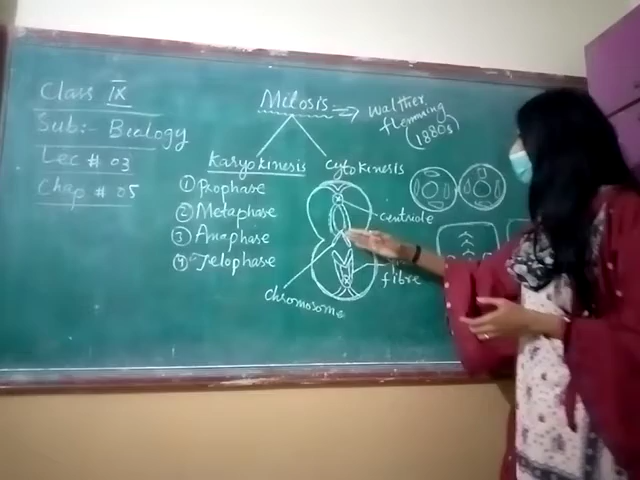 Class IX
Sub:- Biology
Lec # 03
Chap # 05
Mitosis => Walther
flemming
(1880s)
Karyokinesis cytokinesis
① Prophase
② Metaphase
③ Anaphase
④ Telophase
centriole
fibre
chromosome